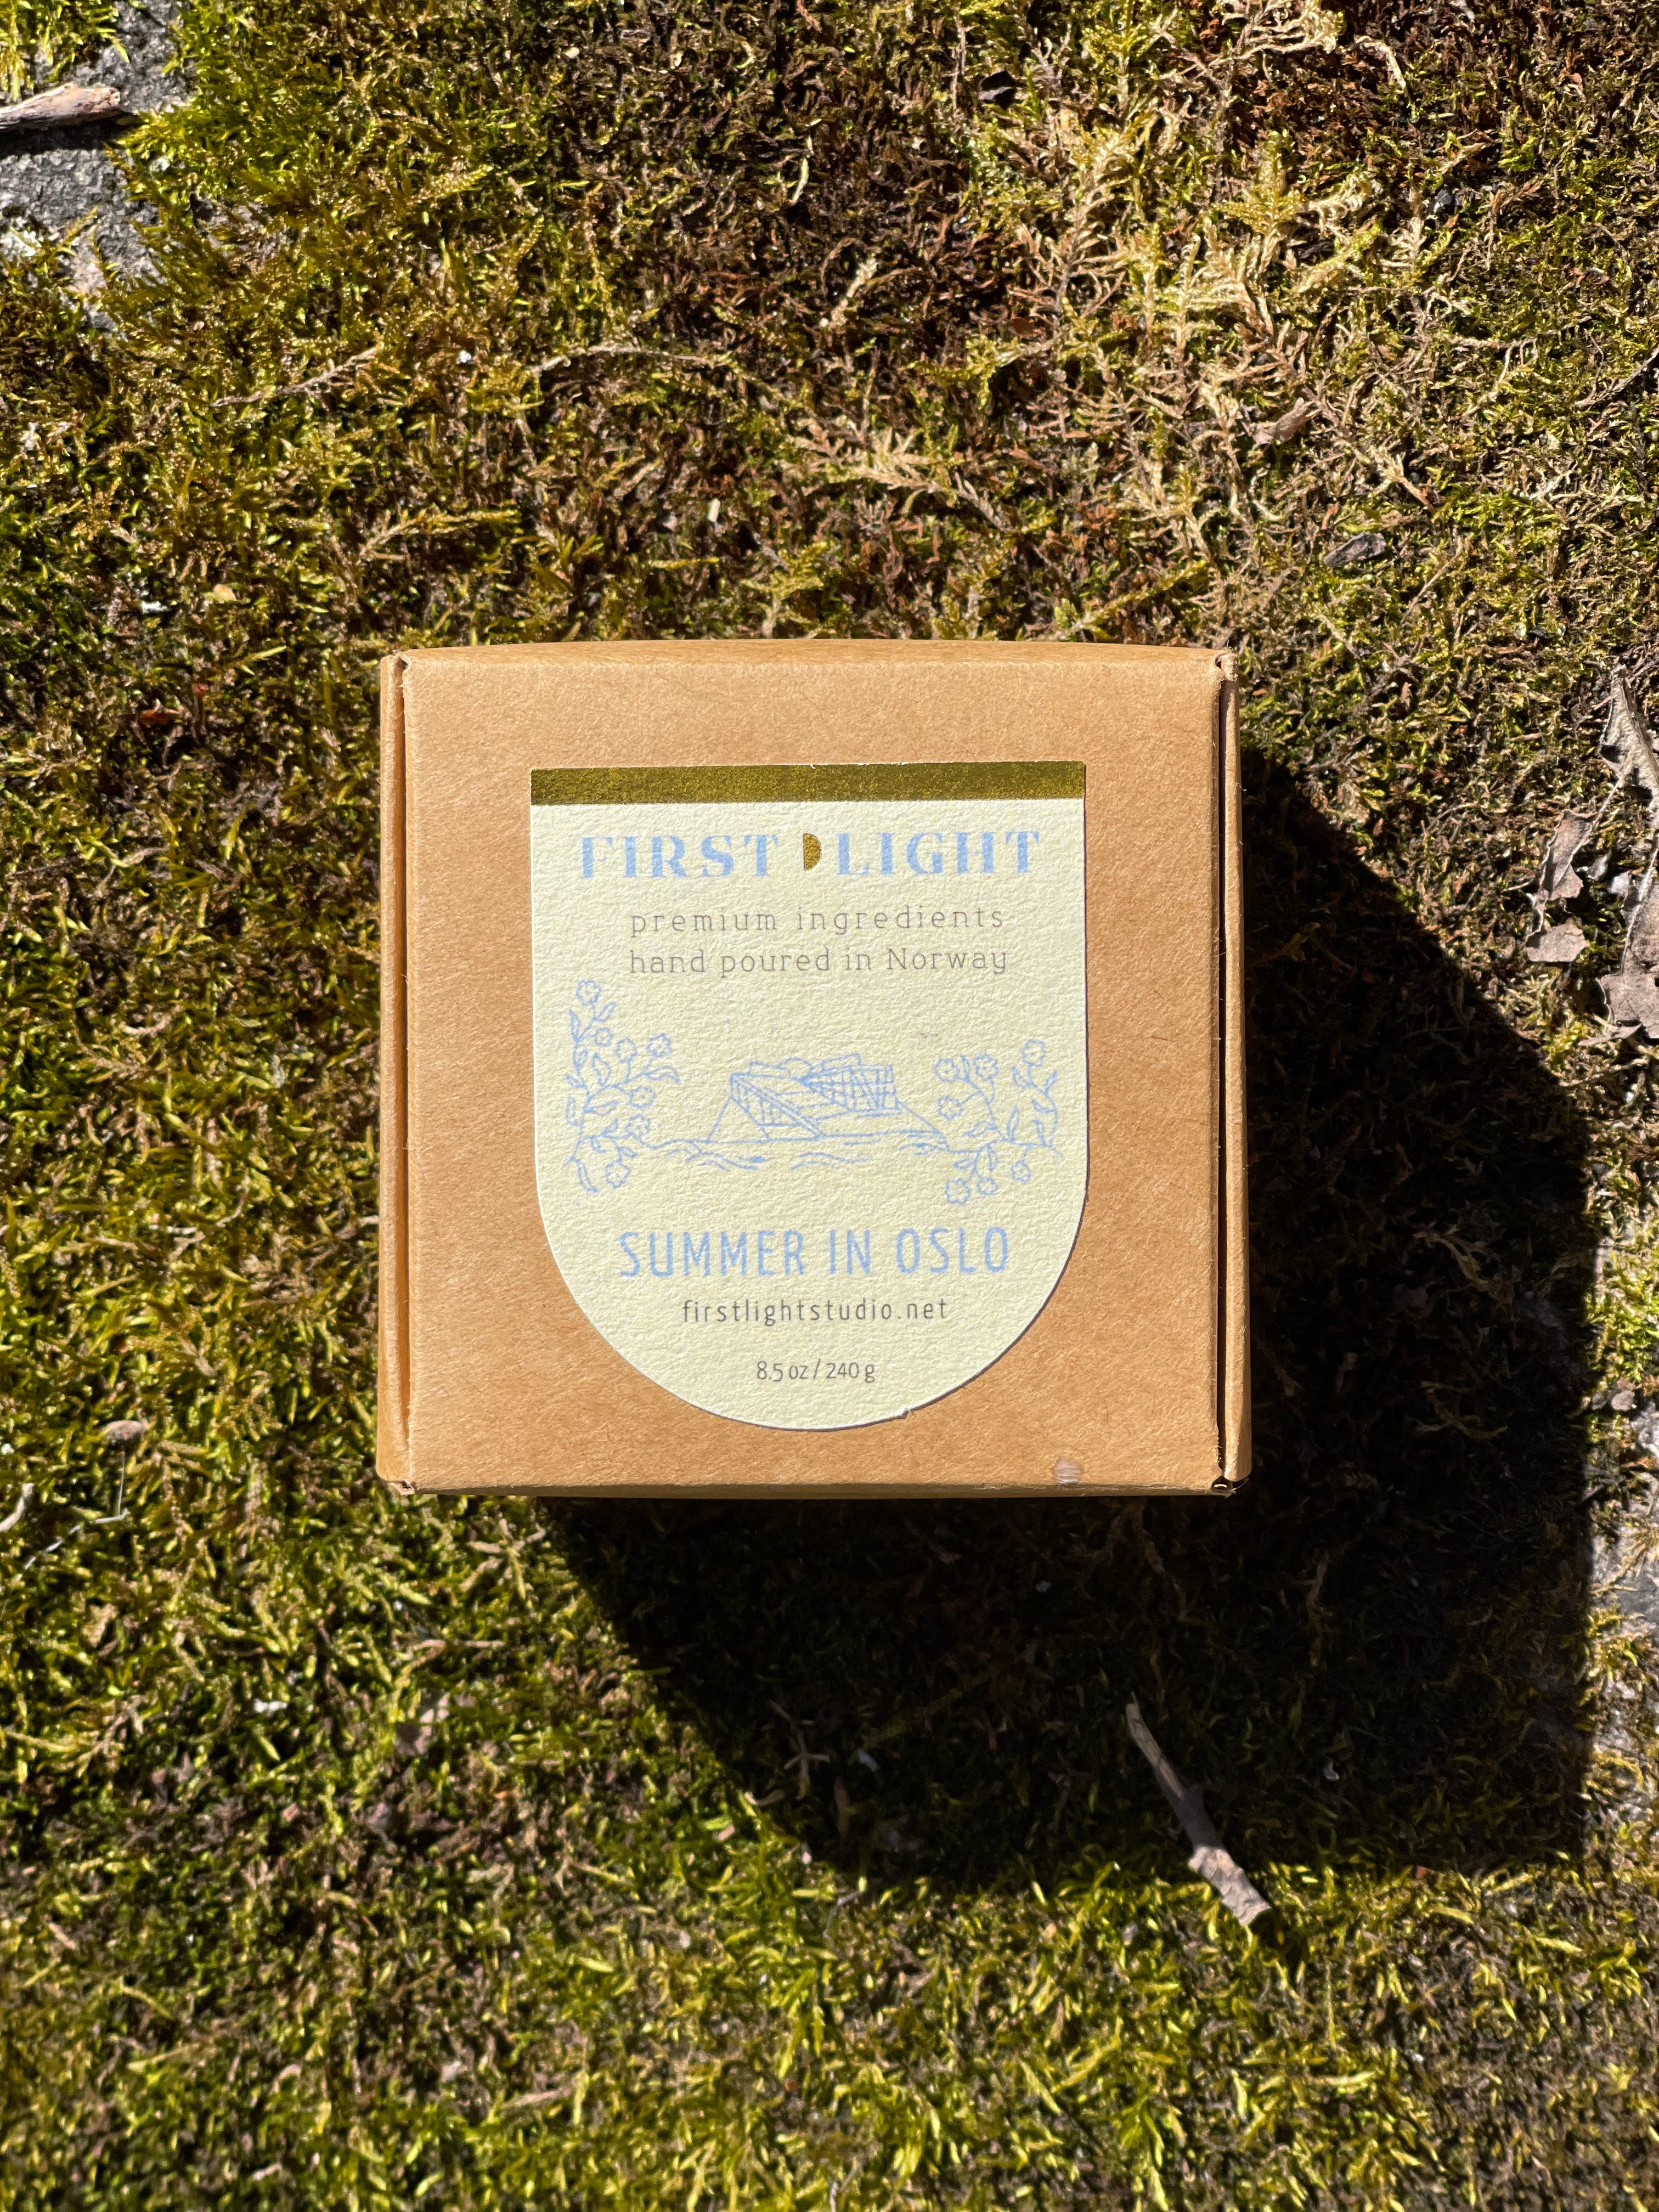 FIRST LIGHT
premium ingredients
hand poured in Norway
SUMMER IN OSLO
firstlightstudio.net
8.5 oz / 240 g